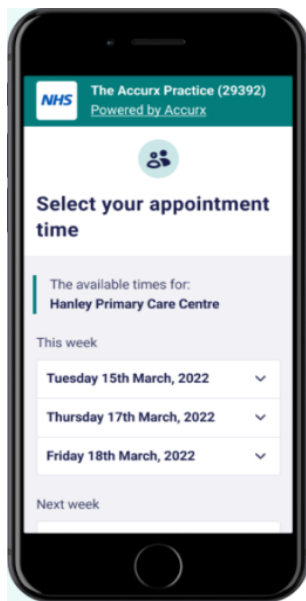 NHS
The Accurx Practice (29392)
Powered by Accurx
Select your appointment
time
The available times for:
Hanley Primary Care Centre
This week
Tuesday 15th March, 2022
Thursday 17th March, 2022
Friday 18th March, 2022
Next week